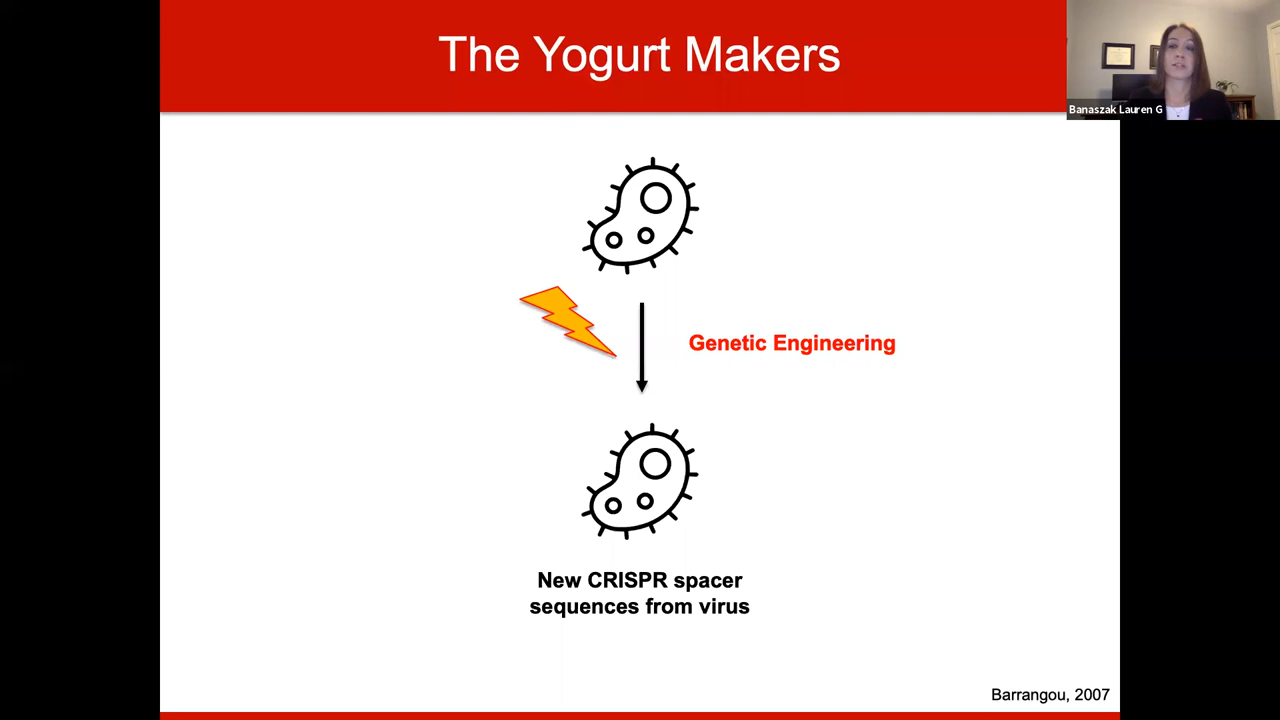 The Yogurt Makers
Banaszak Lauren G
Genetic Engineering
New CRISPR spacer
sequences from virus
Barrangou, 2007